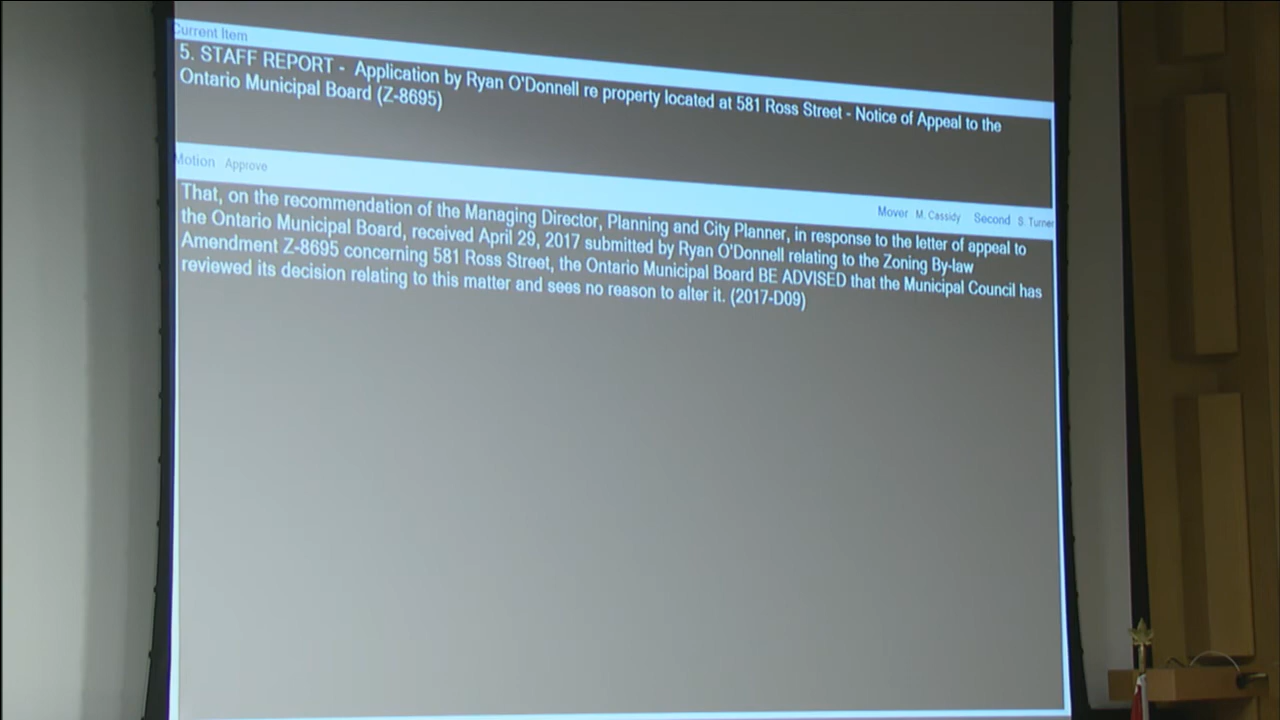 Current Item
5. STAFF REPORT - Application by Ryan O'Donnell re property located at 581 Ross Street - Notice of Appeal to the
Ontario Municipal Board (Z-8695)
Motion Approve
Mover M. Cassidy Second S. Turner
That, on the recommendation of the Managing Director, Planning and City Planner, in response to the letter of appeal to
the Ontario Municipal Board, received April 29, 2017 submitted by Ryan O'Donnell relating to the Zoning By-law
Amendment Z-8695 concerning 581 Ross Street, the Ontario Municipal Board BE ADVISED that the Municipal Council has
reviewed its decision relating to this matter and sees no reason to alter it. (2017-D09)